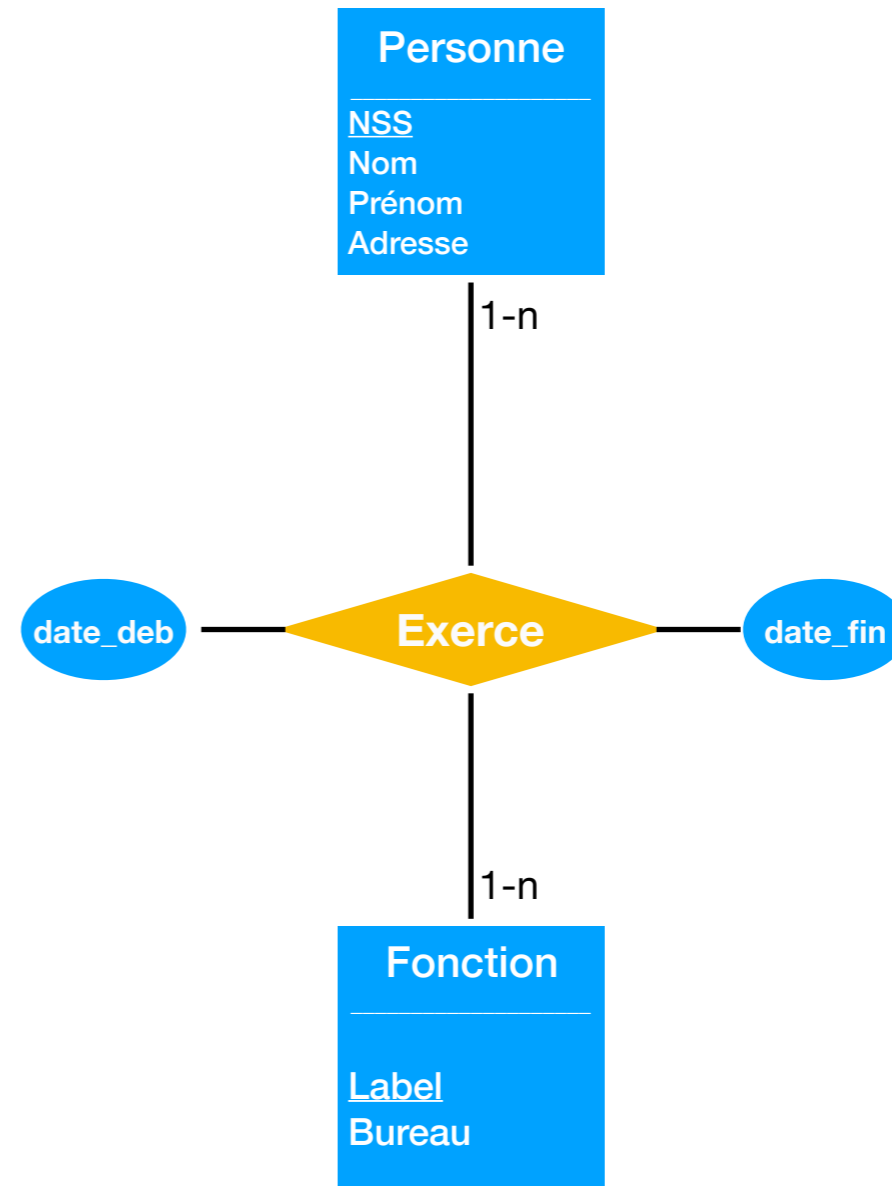 Personne
NSS
Nom
Prénom
Adresse
1-n
date_deb
Exerce
date_fin
1-n
Fonction
Label
Bureau